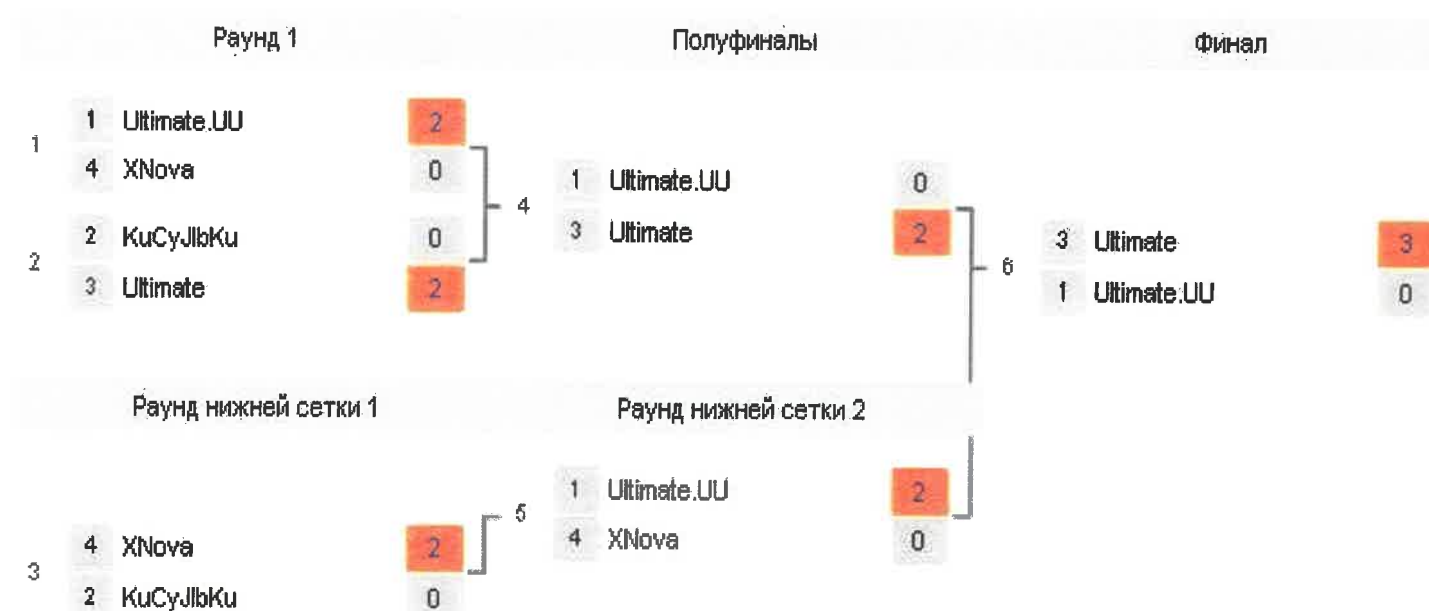 Раунд 1 Полуфиналы Финал
1
1 Ultimate.UU 2
4 XNova 0
2
2 KuCyJIbKu 0
3 Ultimate 2
4
1 Ultimate.UU 0
3 Ultimate 2
6
3 Ultimate 3
1 Ultimate.UU 0
Раунд нижней сетки 1 Раунд нижней сетки 2
3
4 XNova 2
2 KuCyJIbKu 0
5
1 Ultimate.UU 2
4 XNova 0